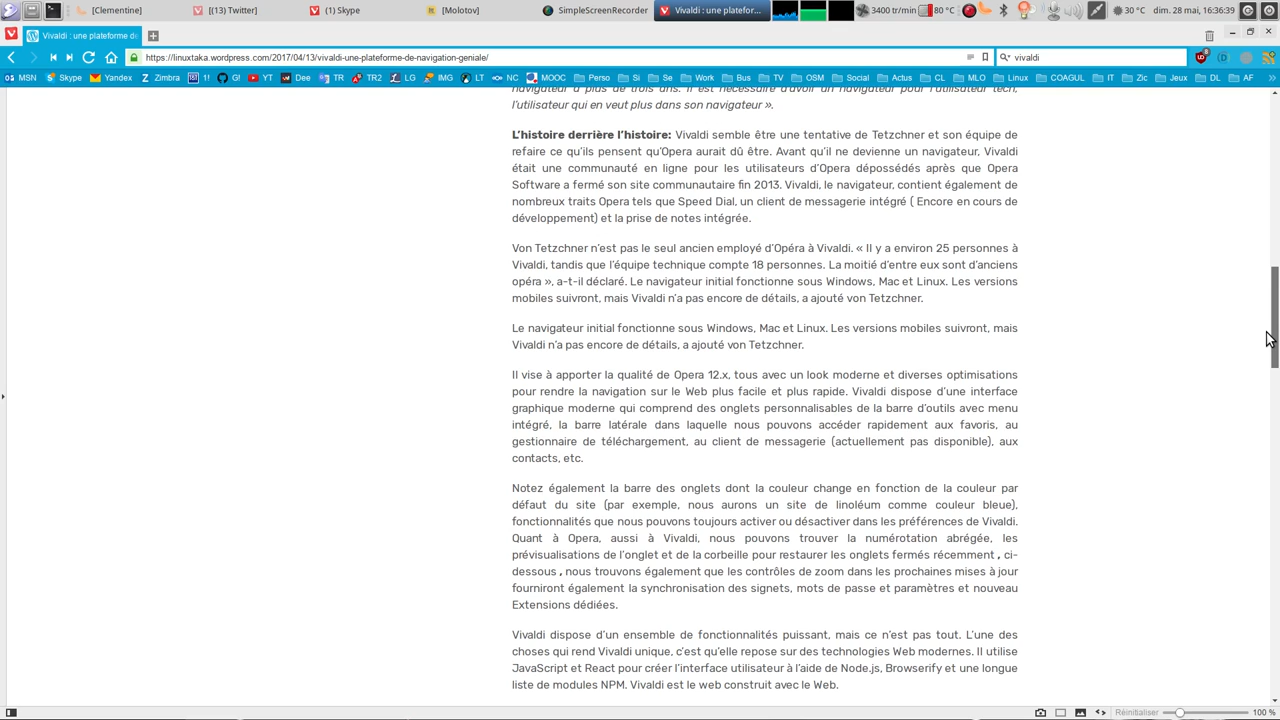 [Clementine]
[(13) Twitter]
(1) Skype
[Molotov]
SimpleScreenRecorder
Vivaldi : une platefor...
3400 tr/min
80 °C
30 °C
dim. 28 mai, 16:36:39
Vivaldi : une plateforme de
https://linuxtaka.wordpress.com/2017/04/13/vivaldi-une-plateforme-de-navigation-geniale/
vivaldi
8
MSN Skype Yandex Zimbra 1! G! YT Dee TR TR2 LG IMG LT NC MOOC Perso Si Se Work Bus TV OSM Social Actus CL MLO Linux COAGUL IT Zic Jeux DL AF
navigateur a plus de trois ans. Il est nécessaire d'avoir un navigateur pour l'utilisateur tech,
l'utilisateur qui en veut plus dans son navigateur ».
L'histoire derrière l'histoire: Vivaldi semble être une tentative de Tetzchner et son équipe de
refaire ce qu'ils pensent qu'Opera aurait dû être. Avant qu'il ne devienne un navigateur, Vivaldi
était une communauté en ligne pour les utilisateurs d'Opera dépossédés après que Opera
Software a fermé son site communautaire fin 2013. Vivaldi, le navigateur, contient également de
nombreux traits Opera tels que Speed Dial, un client de messagerie intégré ( Encore en cours de
développement) et la prise de notes intégrée.
Von Tetzchner n'est pas le seul ancien employé d'Opéra à Vivaldi. « Il y a environ 25 personnes à
Vivaldi, tandis que l'équipe technique compte 18 personnes. La moitié d'entre eux sont d'anciens
opéra », a-t-il déclaré. Le navigateur initial fonctionne sous Windows, Mac et Linux. Les versions
mobiles suivront, mais Vivaldi n'a pas encore de détails, a ajouté von Tetzchner.
Le navigateur initial fonctionne sous Windows, Mac et Linux. Les versions mobiles suivront, mais
Vivaldi n'a pas encore de détails, a ajouté von Tetzchner.
Il vise à apporter la qualité de Opera 12.x, tous avec un look moderne et diverses optimisations
pour rendre la navigation sur le Web plus facile et plus rapide. Vivaldi dispose d'une interface
graphique moderne qui comprend des onglets personnalisables de la barre d'outils avec menu
intégré, la barre latérale dans laquelle nous pouvons accéder rapidement aux favoris, au
gestionnaire de téléchargement, au client de messagerie (actuellement pas disponible), aux
contacts, etc.
Notez également la barre des onglets dont la couleur change en fonction de la couleur par
défaut du site (par exemple, nous aurons un site de linoléum comme couleur bleue),
fonctionnalités que nous pouvons toujours activer ou désactiver dans les préférences de Vivaldi.
Quant à Opera, aussi à Vivaldi, nous pouvons trouver la numérotation abrégée, les
prévisualisations de l'onglet et de la corbeille pour restaurer les onglets fermés récemment , ci-
dessous , nous trouvons également que les contrôles de zoom dans les prochaines mises à jour
fourniront également la synchronisation des signets, mots de passe et paramètres et nouveau
Extensions dédiées.
Vivaldi dispose d'un ensemble de fonctionnalités puissant, mais ce n'est pas tout. L'une des
choses qui rend Vivaldi unique, c'est qu'elle repose sur des technologies Web modernes. Il utilise
JavaScript et React pour créer l'interface utilisateur à l'aide de Node.js, Browserify et une longue
liste de modules NPM. Vivaldi est le web construit avec le Web.
Réinitialiser
100 %